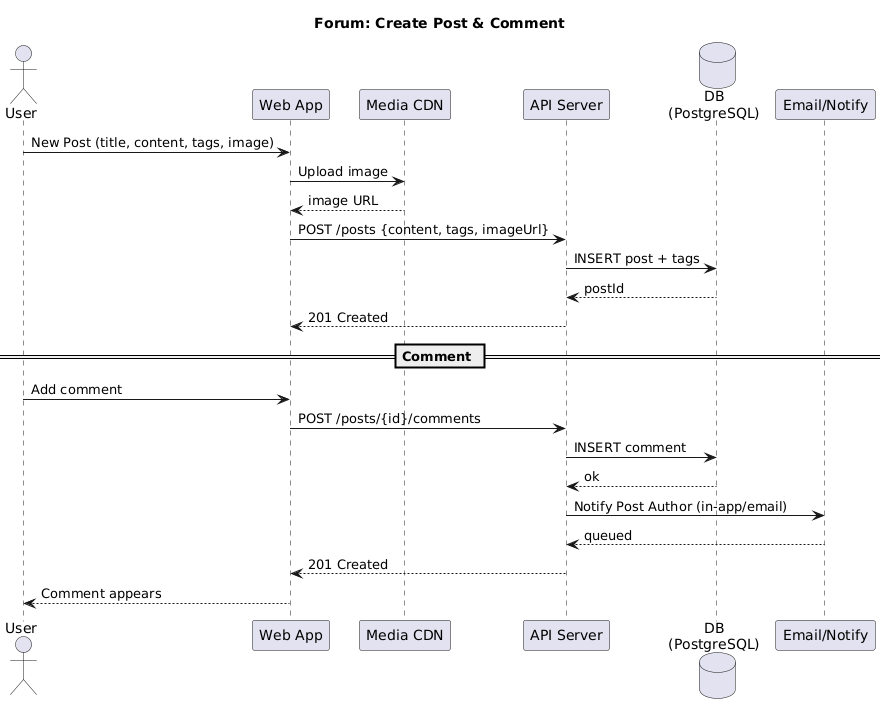 Forum: Create Post & Comment
User
Web App
Media CDN
API Server
DB
(PostgreSQL)
Email/Notify
New Post (title, content, tags, image)
Upload image
image URL
POST /posts {content, tags, imageUrl}
INSERT post + tags
postId
201 Created
Comment
Add comment
POST /posts/{id}/comments
INSERT comment
ok
Notify Post Author (in-app/email)
queued
201 Created
Comment appears
User
Web App
Media CDN
API Server
DB
(PostgreSQL)
Email/Notify